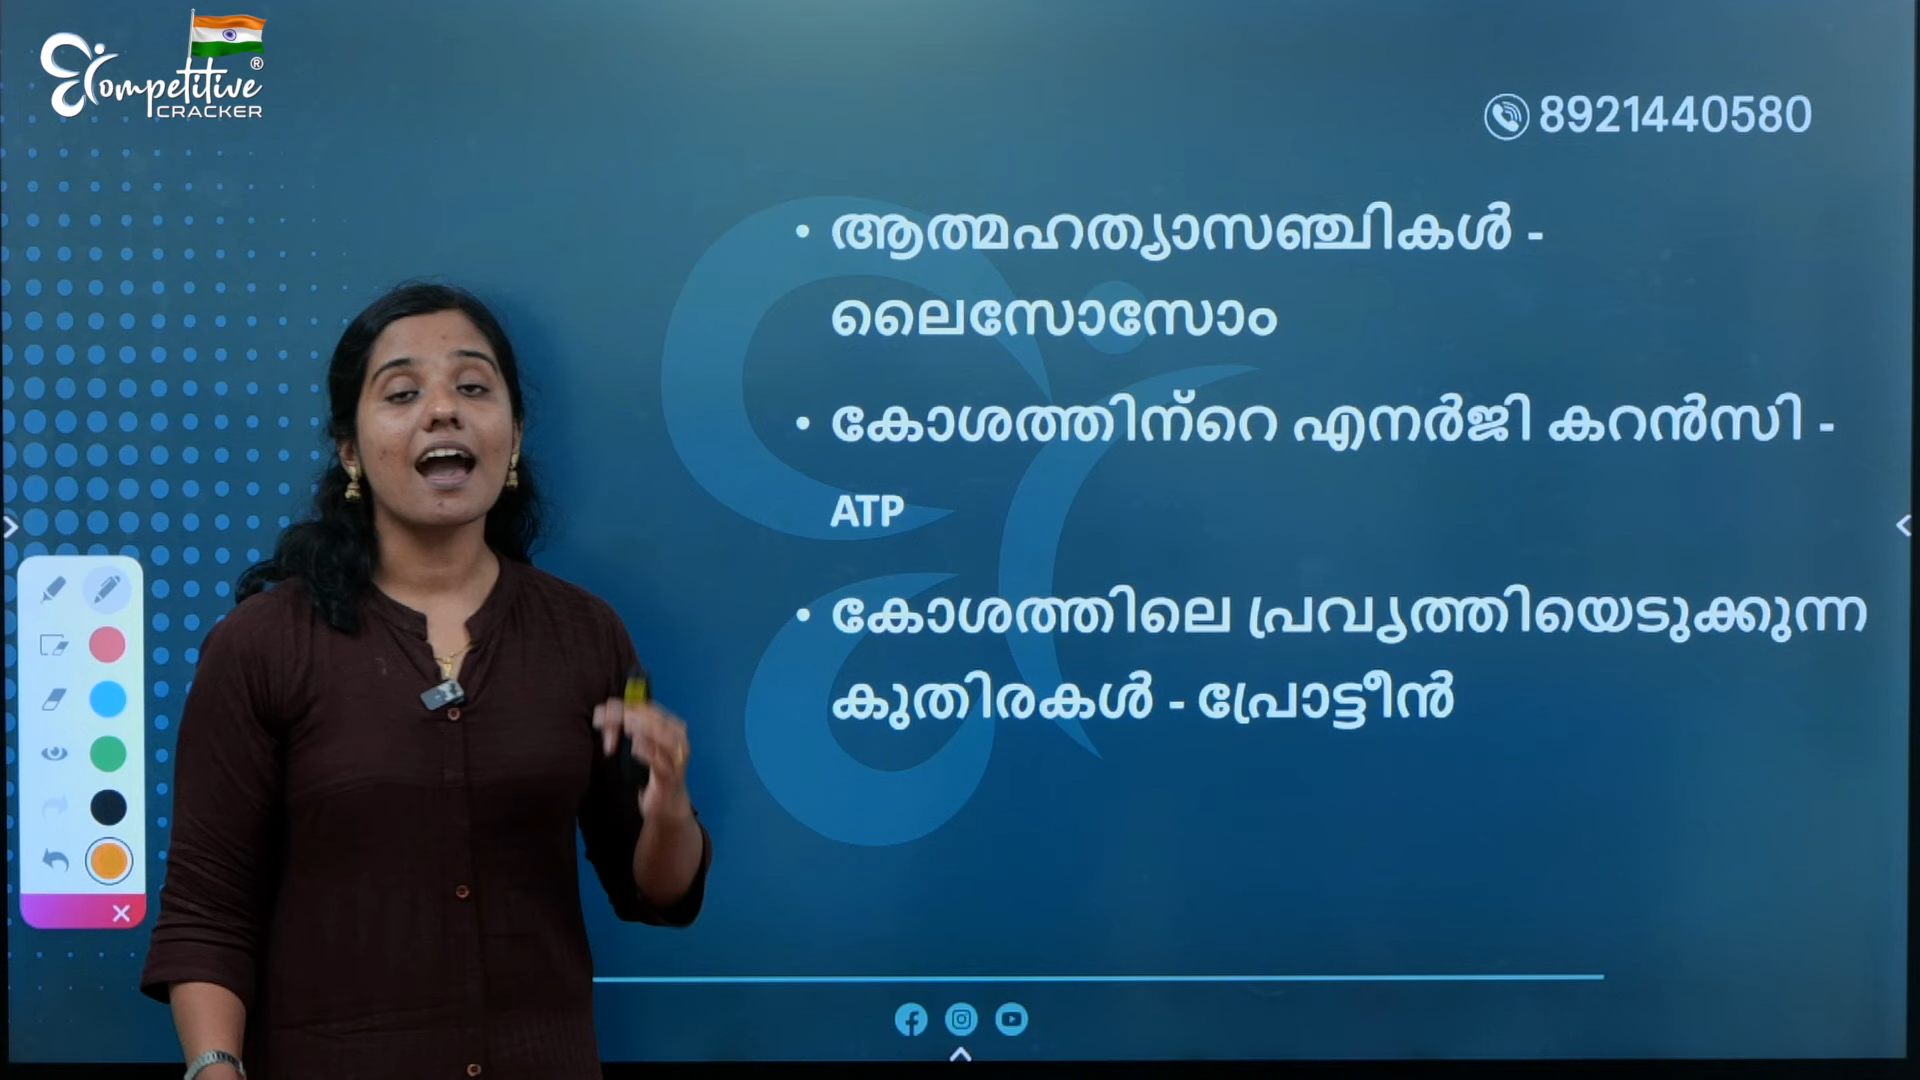 Competitive®
CRACKER
8921440580
• ആത്മഹത്യാസഞ്ചികൾ -
ലൈസോസോം
• കോശത്തിന്റെ എനർജി കറൻസി -
ATP
• കോശത്തിലെ പ്രവൃത്തിയെടുക്കുന്ന
കുതിരകൾ - പ്രോട്ടീൻ